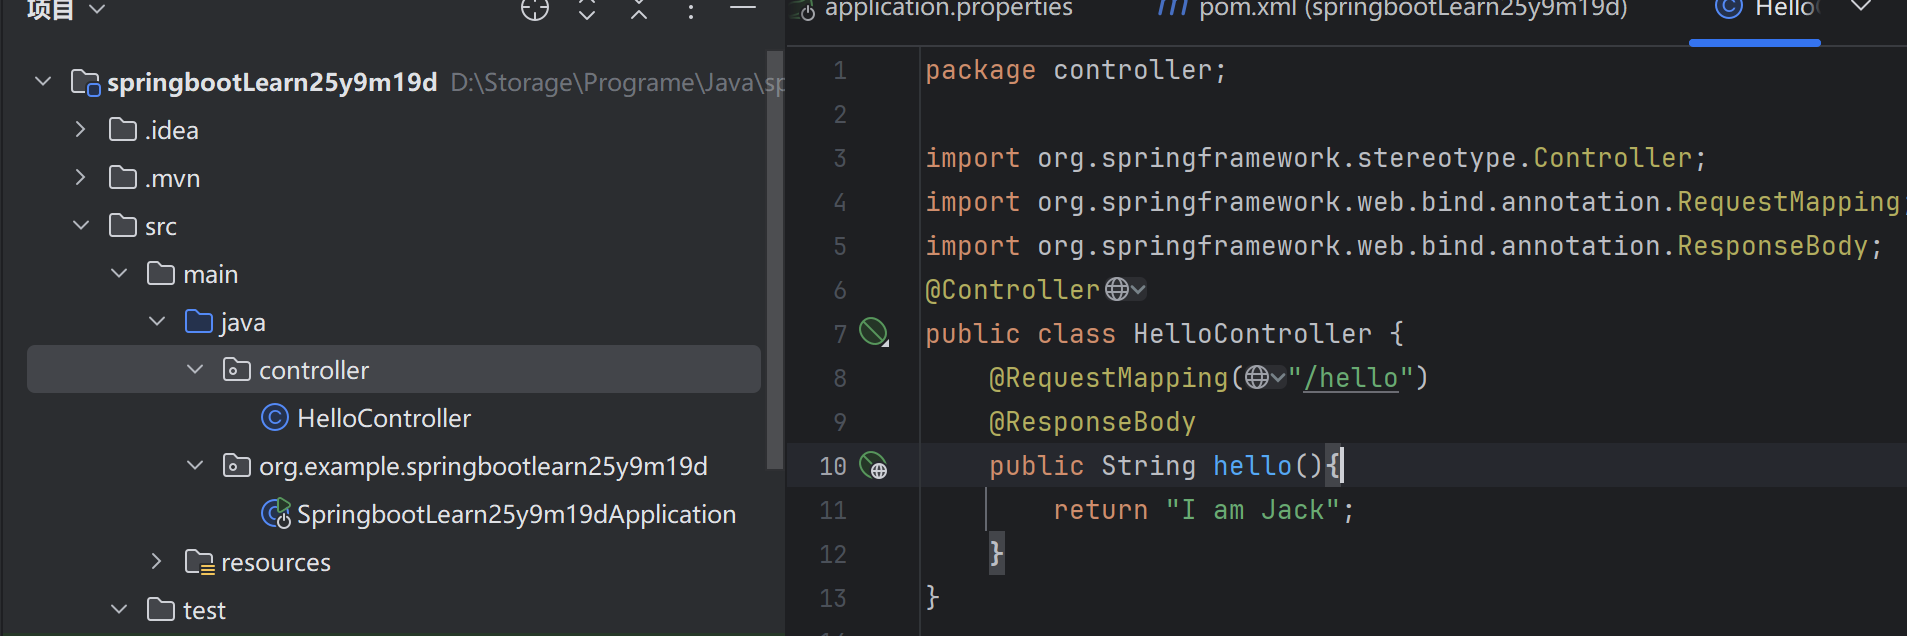 项目
springbootLearn25y9m19d D:\Storage\Programe\Java\sp
.idea
.mvn
src
main
java
controller
HelloController
org.example.springbootlearn25y9m19d
SpringbootLearn25y9m19dApplication
resources
test
application.properties pom.xml (springbootLearn25y9m19d) Hello
1 package controller;
2
3 import org.springframework.stereotype.Controller;
4 import org.springframework.web.bind.annotation.RequestMapping;
5 import org.springframework.web.bind.annotation.ResponseBody;
6 @Controller
7 public class HelloController {
8 @RequestMapping("/hello")
9 @ResponseBody
10 public String hello(){
11 return "I am Jack";
12 }
13 }